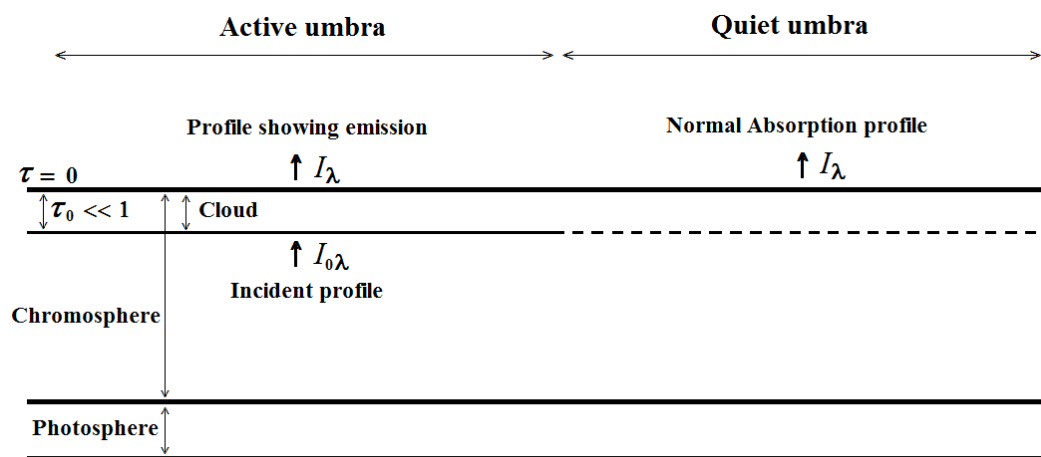 Active umbra
Quiet umbra
Profile showing emission
Normal Absorption profile
τ = 0
I_λ
I_λ
τ₀ << 1
Cloud
I_0λ
Incident profile
Chromosphere
Photosphere